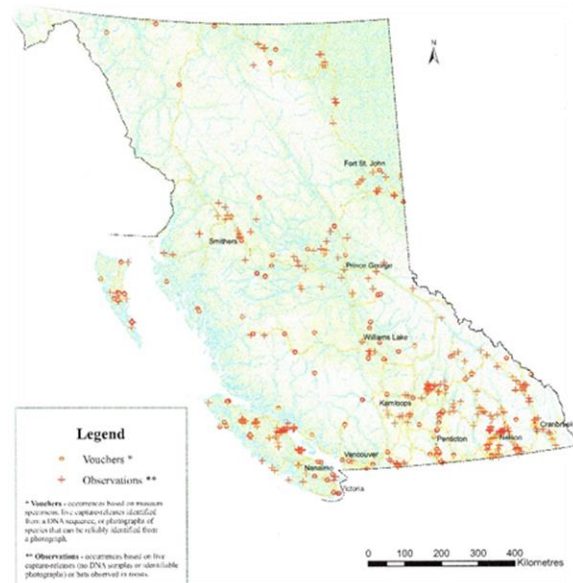 N
Fort St. John
Smithers
Prince George
Williams Lake
Kamloops
Cranbrook
Penticton
Nelson
Vancouver
Nanaimo
Victoria
Legend
Vouchers *
Observations **
* Vouchers - occurrences based on museum
specimens, live capture-releases identified
from a DNA sequence, or photographs of
species that can be reliably identified from
a photograph.
** Observations - occurrences based on live
capture-releases (no DNA samples or identifiable
photographs) or bats observed in roosts.
0 100 200 300 400
Kilometres